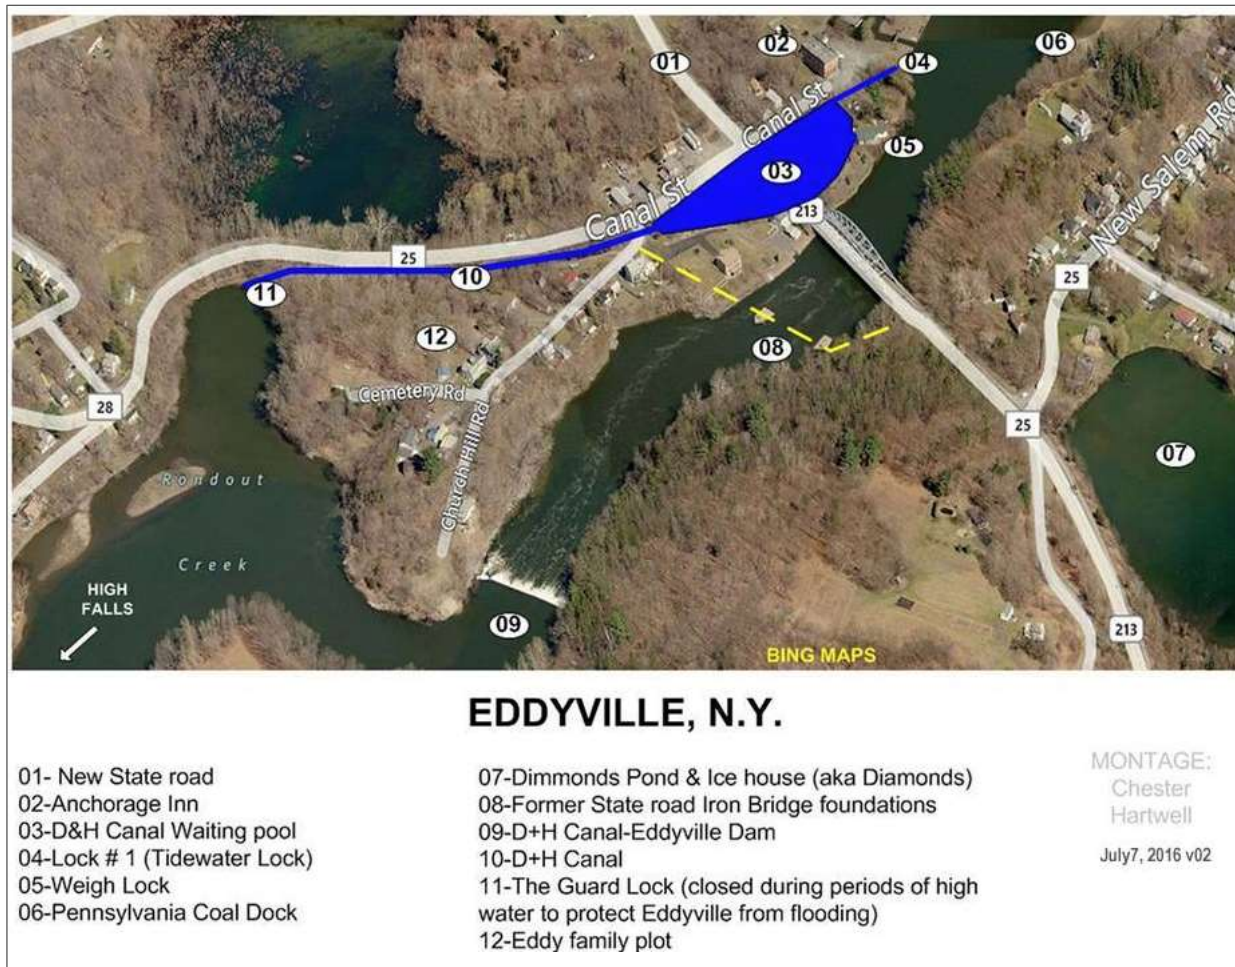 01
02
06
04
Canal St
05
New Salem Rd
03
Canal St
213
25
25
10
11
12
08
Cemetery Rd
28
25
07
Church Hill Rd
Rondout
Creek
HIGH
FALLS
09
213
BING MAPS
EDDYVILLE, N.Y.
01- New State road
02-Anchorage Inn
03-D&H Canal Waiting pool
04-Lock # 1 (Tidewater Lock)
05-Weigh Lock
06-Pennsylvania Coal Dock
07-Dimmonds Pond & Ice house (aka Diamonds)
08-Former State road Iron Bridge foundations
09-D+H Canal-Eddyville Dam
10-D+H Canal
11-The Guard Lock (closed during periods of high
water to protect Eddyville from flooding)
12-Eddy family plot
MONTAGE:
Chester
Hartwell
July7, 2016 v02